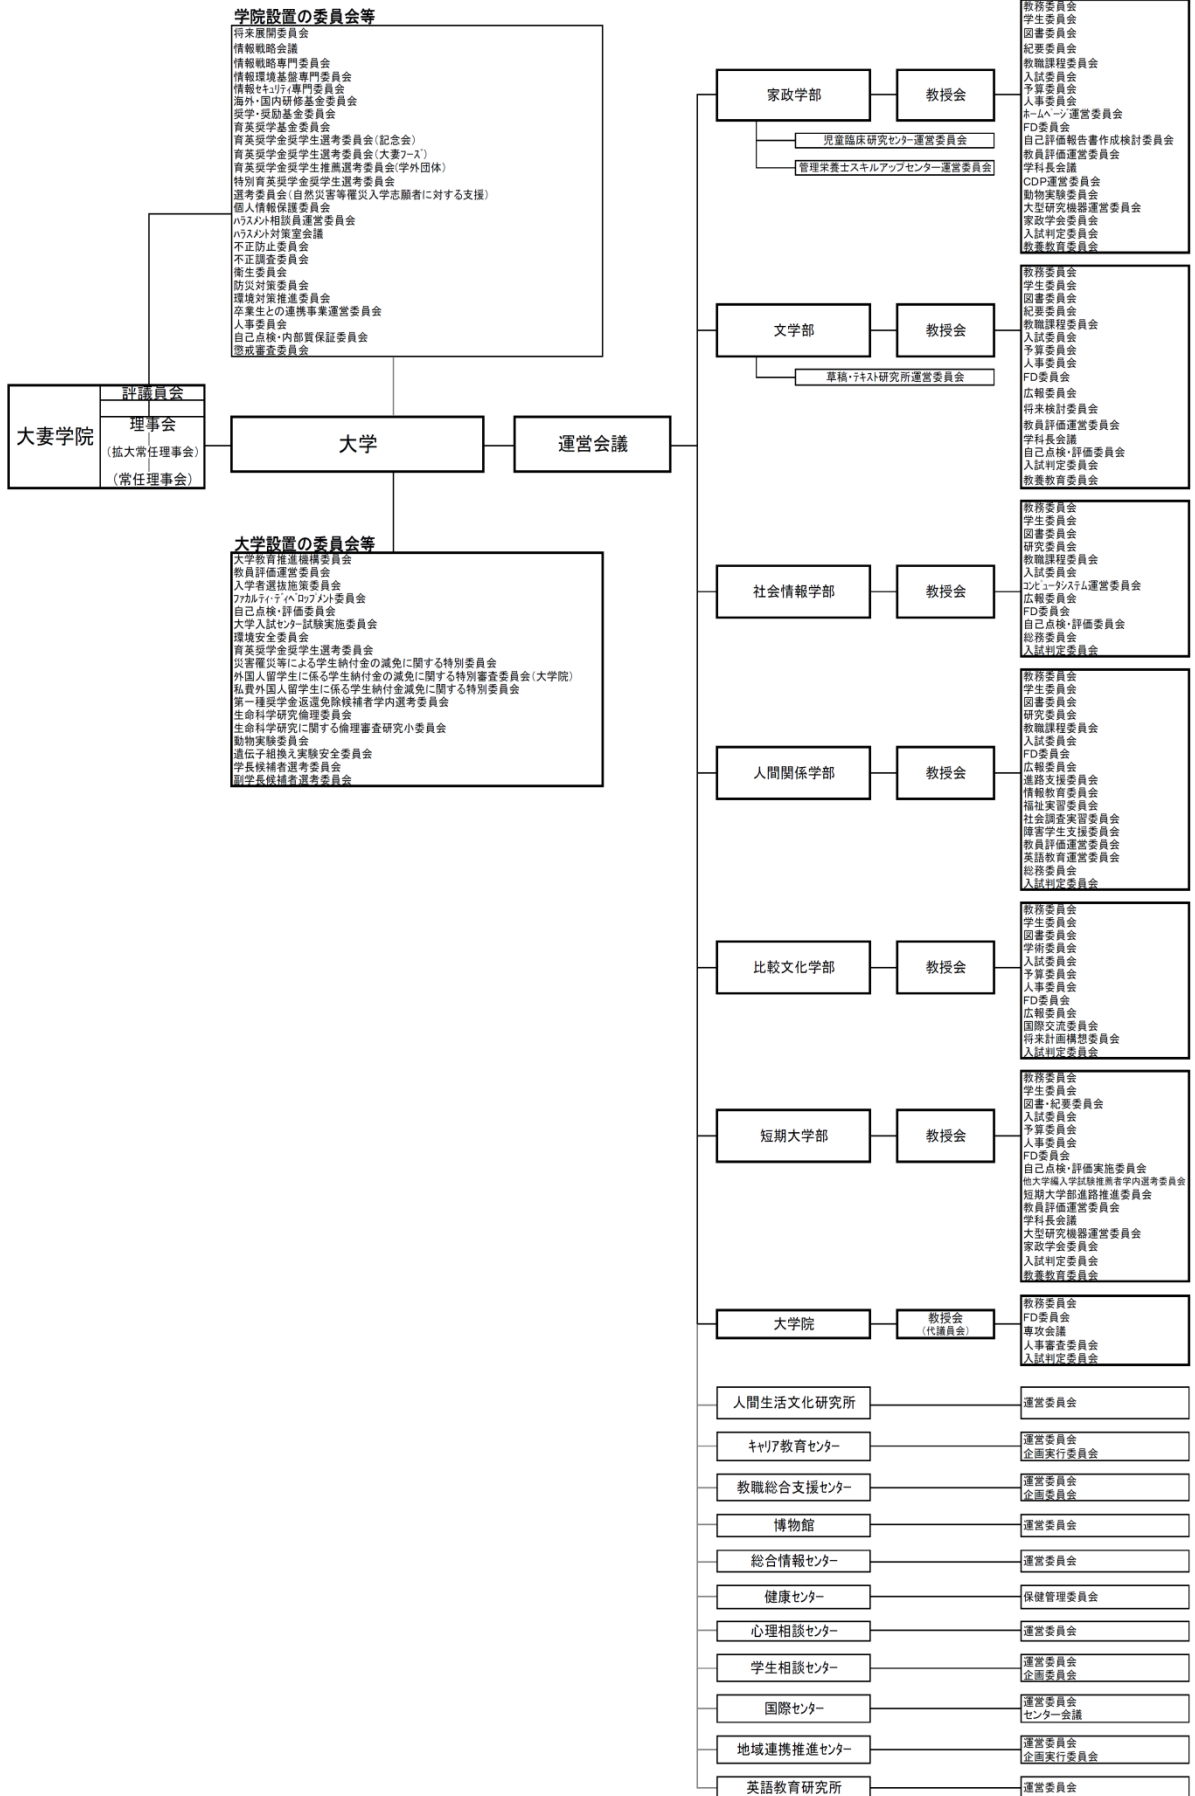 学院設置の委員会等
将来展開委員会
情報戦略会議
情報戦略専門委員会
情報環境基盤専門委員会
情報ｾｷｭﾘﾃｨ専門委員会
海外・国内研修基金委員会
奨学・奨励基金委員会
育英奨学基金委員会
育英奨学金奨学生選考委員会(記念会)
育英奨学金奨学生選考委員会(大妻ﾌｰｽﾞ)
育英奨学金奨学生推薦選考委員会(学外団体)
特別育英奨学金奨学生選考委員会
選考委員会(自然災害等罹災入学志願者に対する支援)
個人情報保護委員会
ﾊﾗｽﾒﾝﾄ相談員運営委員会
ﾊﾗｽﾒﾝﾄ対策室会議
不正防止委員会
不正調査委員会
衛生委員会
防災対策委員会
環境対策推進委員会
卒業生との連携事業運営委員会
人事委員会
自己点検・内部質保証委員会
懲戒審査委員会
大妻学院
評議員会
理事会
(拡大常任理事会)
(常任理事会)
大学
運営会議
大学設置の委員会等
大学教育推進機構委員会
教員評価運営委員会
入学者選抜施策委員会
ﾌｧｶﾙﾃｨ・ﾃﾞｨﾍﾞﾛｯﾌﾟﾒﾝﾄ委員会
自己点検・評価委員会
大学入試ｾﾝﾀｰ試験実施委員会
環境安全委員会
育英奨学金奨学生選考委員会
災害罹災等による学生納付金の減免に関する特別委員会
外国人留学生に係る学生納付金の減免に関する特別審査委員会(大学院)
私費外国人留学生に係る学生納付金減免に関する特別委員会
第一種奨学金返還免除候補者学内選考委員会
生命科学研究倫理委員会
生命科学研究に関する倫理審査研究小委員会
動物実験委員会
遺伝子組換え実験安全委員会
学長候補者選考委員会
副学長候補者選考委員会
家政学部
教授会
児童臨床研究ｾﾝﾀｰ運営委員会
管理栄養士スキルアップセンター運営委員会
教務委員会
学生委員会
図書委員会
紀要委員会
教職課程委員会
入試委員会
予算委員会
人事委員会
ﾎｰﾑﾍﾟｰｼﾞ運営委員会
FD委員会
自己評価報告書作成検討委員会
教員評価運営委員会
学科長会議
CDP運営委員会
動物実験委員会
大型研究機器運営委員会
家政学会委員会
入試判定委員会
教養教育委員会
文学部
教授会
草稿・ﾃｷｽﾄ研究所運営委員会
教務委員会
学生委員会
図書委員会
紀要委員会
教職課程委員会
入試委員会
予算委員会
人事委員会
FD委員会
広報委員会
将来検討委員会
教員評価運営委員会
学科長会議
自己点検・評価委員会
入試判定委員会
教養教育委員会
社会情報学部
教授会
教務委員会
学生委員会
図書委員会
研究委員会
教職課程委員会
入試委員会
ｺﾝﾋﾟｭｰﾀｼｽﾃﾑ運営委員会
広報委員会
FD委員会
自己点検・評価委員会
総務委員会
入試判定委員会
人間関係学部
教授会
教務委員会
学生委員会
図書委員会
研究委員会
教職課程委員会
入試委員会
FD委員会
広報委員会
進路支援委員会
情報教育委員会
福祉実習委員会
社会調査実習委員会
障害学生支援委員会
教員評価運営委員会
英語教育運営委員会
総務委員会
入試判定委員会
比較文化学部
教授会
教務委員会
学生委員会
図書委員会
学術委員会
入試委員会
予算委員会
人事委員会
FD委員会
広報委員会
国際交流委員会
将来計画構想委員会
入試判定委員会
短期大学部
教授会
教務委員会
学生委員会
図書・紀要委員会
入試委員会
予算委員会
人事委員会
FD委員会
自己点検・評価実施委員会
他大学編入学試験推薦者学内選考委員会
短期大学部進路推進委員会
教員評価運営委員会
学科長会議
大型研究機器運営委員会
家政学会委員会
入試判定委員会
教養教育委員会
大学院
教授会
(代議員会)
教務委員会
FD委員会
専攻会議
人事審査委員会
入試判定委員会
人間生活文化研究所
運営委員会
ｷｬﾘｱ教育ｾﾝﾀｰ
運営委員会
企画実行委員会
教職総合支援ｾﾝﾀｰ
運営委員会
企画委員会
博物館
運営委員会
総合情報ｾﾝﾀｰ
運営委員会
健康ｾﾝﾀｰ
保健管理委員会
心理相談ｾﾝﾀｰ
運営委員会
学生相談ｾﾝﾀｰ
運営委員会
企画委員会
国際ｾﾝﾀｰ
運営委員会
センター会議
地域連携推進ｾﾝﾀｰ
運営委員会
企画実行委員会
英語教育研究所
運営委員会